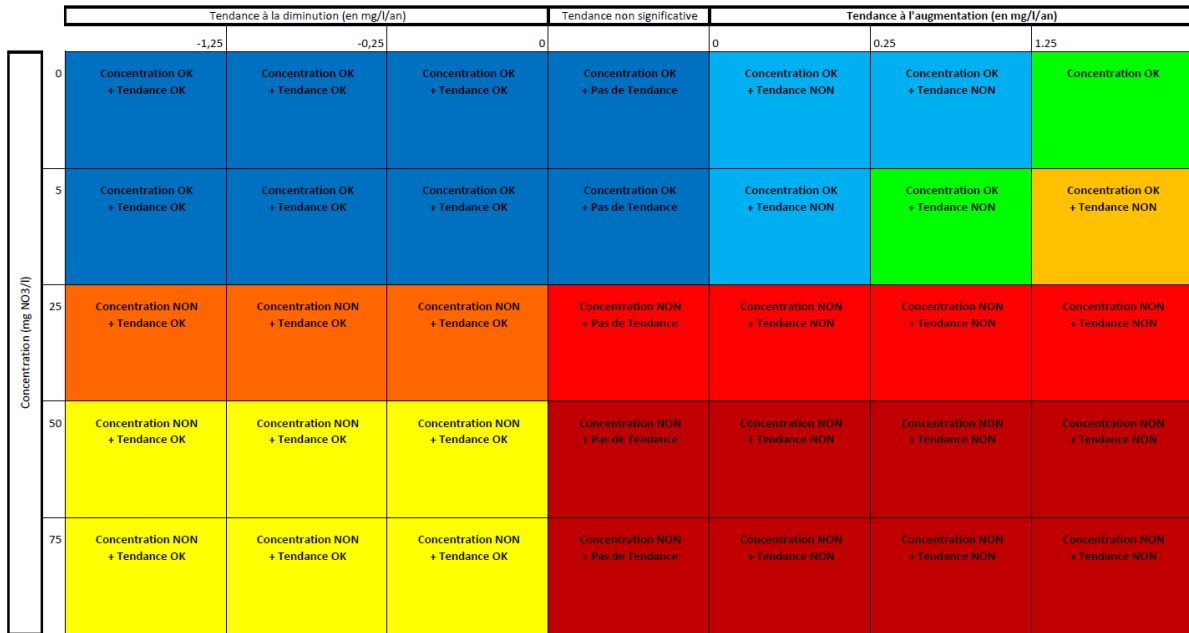 Tendance à la diminution (en mg/l/an) Tendance non significative Tendance à l'augmentation (en mg/l/an)
-1,25 -0,25 0 0 0.25 1.25
Concentration (mg NO3/l)
0 Concentration OK Concentration OK Concentration OK Concentration OK Concentration OK Concentration OK Concentration OK
+ Tendance OK + Tendance OK + Tendance OK + Pas de Tendance + Tendance NON + Tendance NON
5 Concentration OK Concentration OK Concentration OK Concentration OK Concentration OK Concentration OK Concentration OK
+ Tendance OK + Tendance OK + Tendance OK + Pas de Tendance + Tendance NON + Tendance NON + Tendance NON
25 Concentration NON Concentration NON Concentration NON Concentration NON Concentration NON Concentration NON Concentration NON
+ Tendance OK + Tendance OK + Tendance OK + Pas de Tendance + Tendance NON + Tendance NON + Tendance NON
50 Concentration NON Concentration NON Concentration NON Concentration NON Concentration NON Concentration NON Concentration NON
+ Tendance OK + Tendance OK + Tendance OK + Pas de Tendance + Tendance NON + Tendance NON + Tendance NON
75 Concentration NON Concentration NON Concentration NON Concentration NON Concentration NON Concentration NON Concentration NON
+ Tendance OK + Tendance OK + Tendance OK + Pas de Tendance + Tendance NON + Tendance NON + Tendance NON